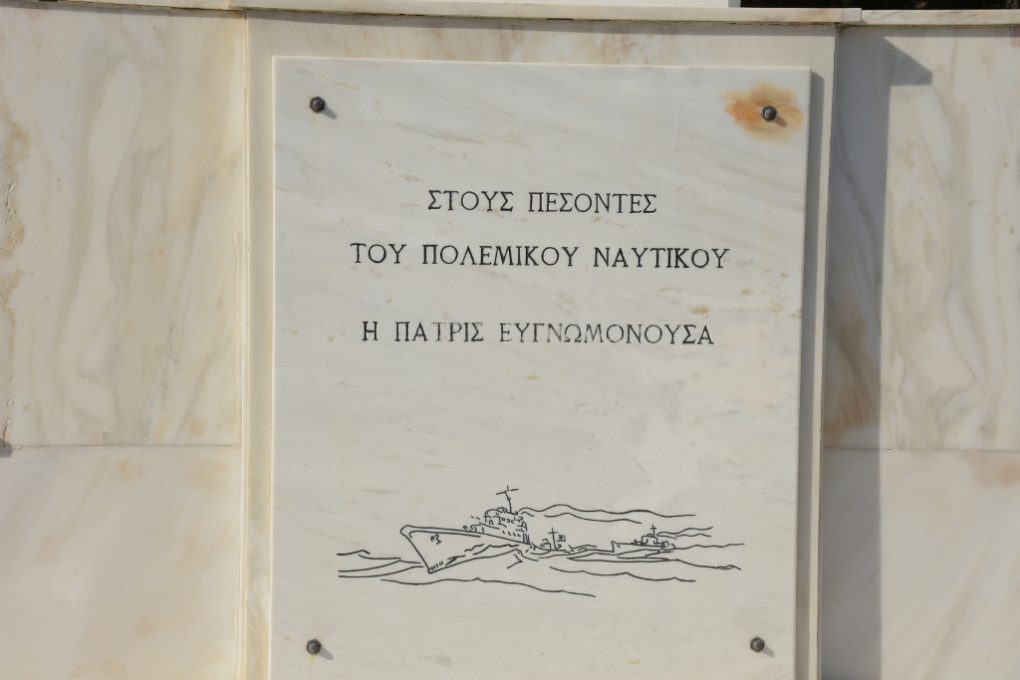 ΣΤΟΥΣ ΠΕΣΟΝΤΕΣ
ΤΟΥ ΠΟΛΕΜΙΚΟΥ ΝΑΥΤΙΚΟΥ
Η ΠΑΤΡΙΣ ΕΥΓΝΩΜΟΝΟΥΣΑ